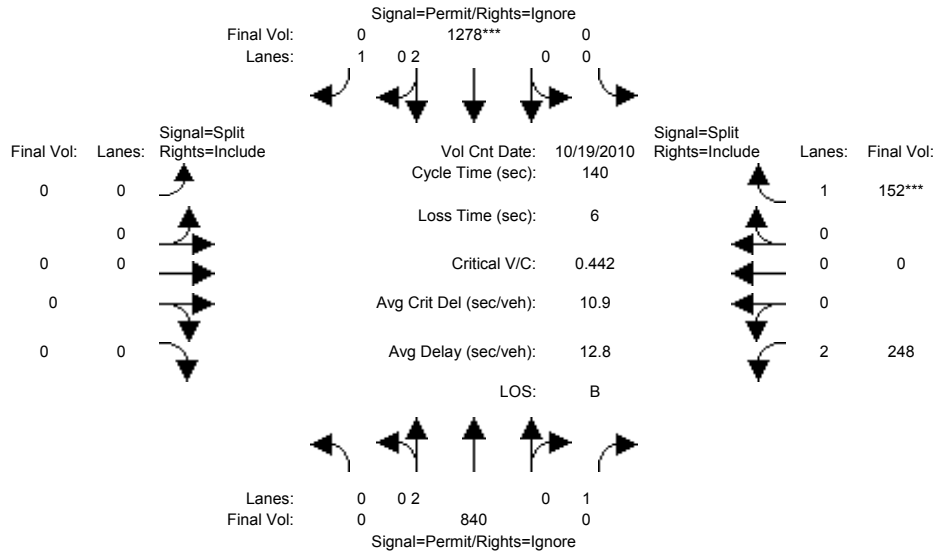 Signal=Permit/Rights=Ignore
Final Vol: 0 1278*** 0
Lanes: 1 0 2 0 0
Signal=Split Signal=Split
Final Vol: Lanes: Rights=Include Vol Cnt Date: 10/19/2010 Rights=Include Lanes: Final Vol:
Cycle Time (sec): 140
0 0 1 152***
Loss Time (sec): 6
0 0
0 0 Critical V/C: 0.442 0 0
0 Avg Crit Del (sec/veh): 10.9 0
0 0 Avg Delay (sec/veh): 12.8 2 248
LOS: B
Lanes: 0 0 2 0 1
Final Vol: 0 840 0
Signal=Permit/Rights=Ignore